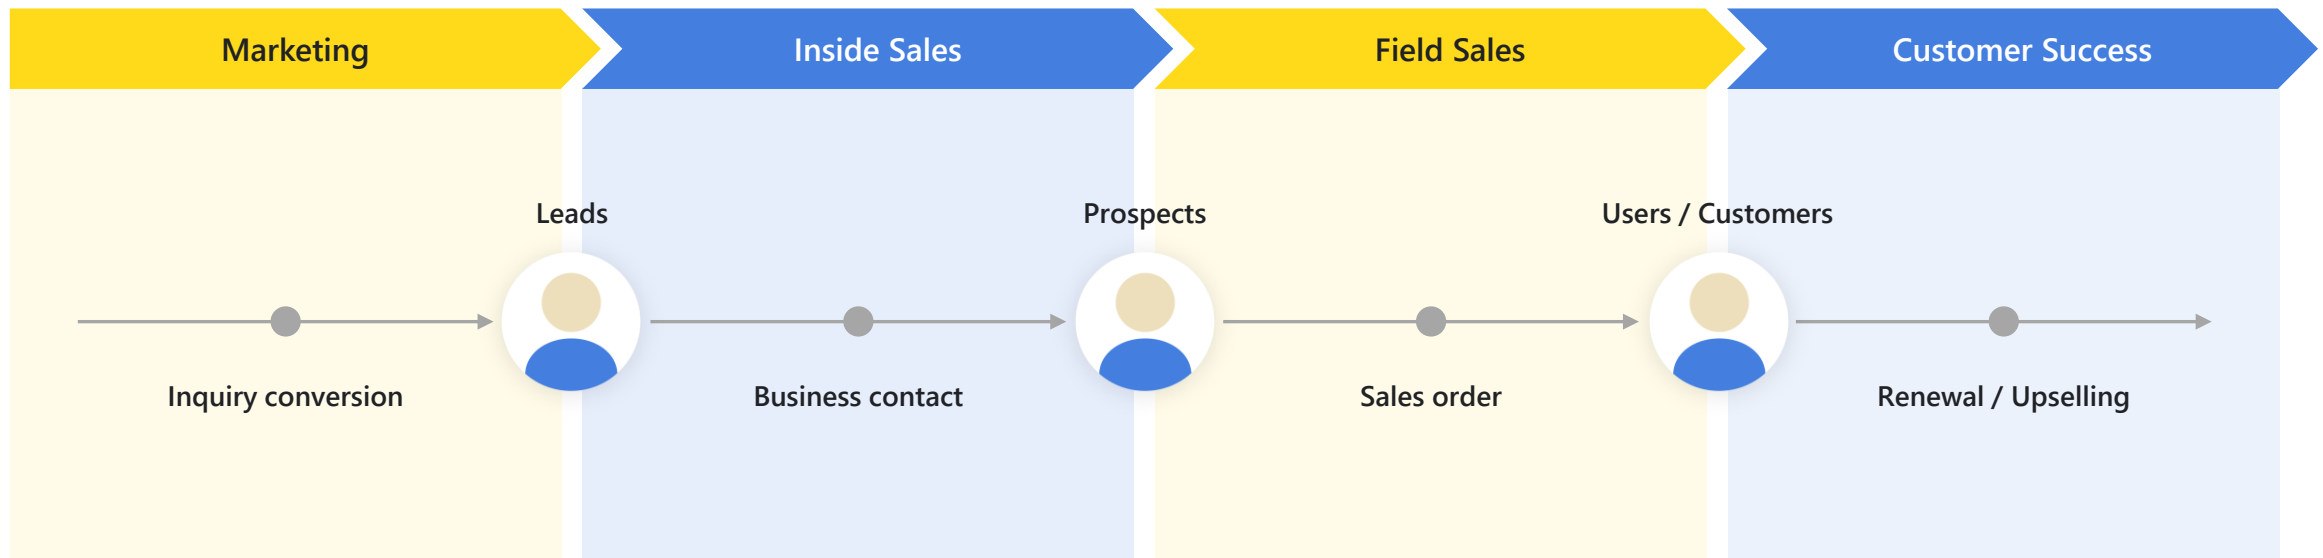 Marketing
Inside Sales
Field Sales
Customer Success
Leads
Prospects
Users / Customers
Inquiry conversion
Business contact
Sales order
Renewal / Upselling